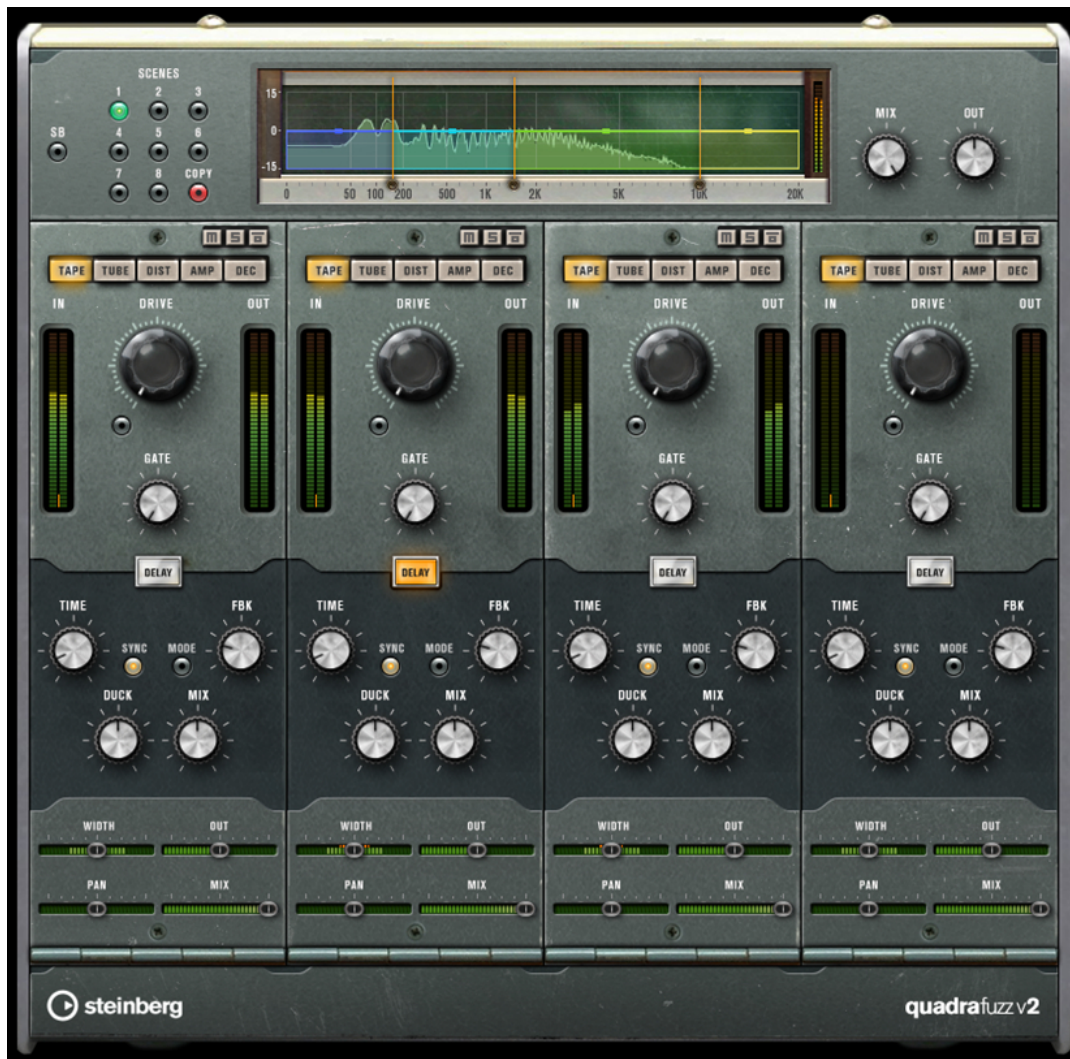 SCENES
1 2 3
SB 4 5 6
7 8 COPY
15
0
-15
0 50 100 200 500 1K 2K 5K 10K 20K
MIX OUT
M S M S M S M S
TAPE TUBE DIST AMP DEC TAPE TUBE DIST AMP DEC TAPE TUBE DIST AMP DEC TAPE TUBE DIST AMP DEC
IN DRIVE OUT IN DRIVE OUT IN DRIVE OUT IN DRIVE OUT
GATE GATE GATE GATE
DELAY DELAY DELAY DELAY
TIME FBK TIME FBK TIME FBK TIME FBK
SYNC MODE SYNC MODE SYNC MODE SYNC MODE
DUCK MIX DUCK MIX DUCK MIX DUCK MIX
WIDTH OUT WIDTH OUT WIDTH OUT WIDTH OUT
PAN MIX PAN MIX PAN MIX PAN MIX
steinberg quadrafuzz v2